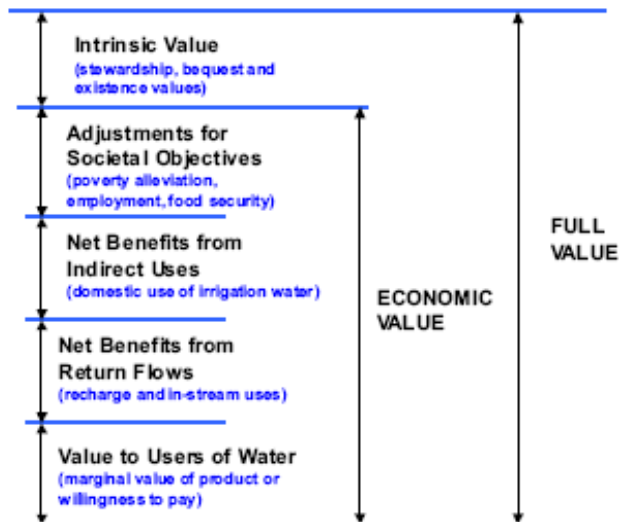 Intrinsic Value
(stewardship, bequest and
existence values)
Adjustments for
Societal Objectives
(poverty alleviation,
employment, food security)
Net Benefits from
Indirect Uses
(domestic use of irrigation water)
Net Benefits from
Return Flows
(recharge and in-stream uses)
Value to Users of Water
(marginal value of product or
willingness to pay)
ECONOMIC
VALUE
FULL
VALUE